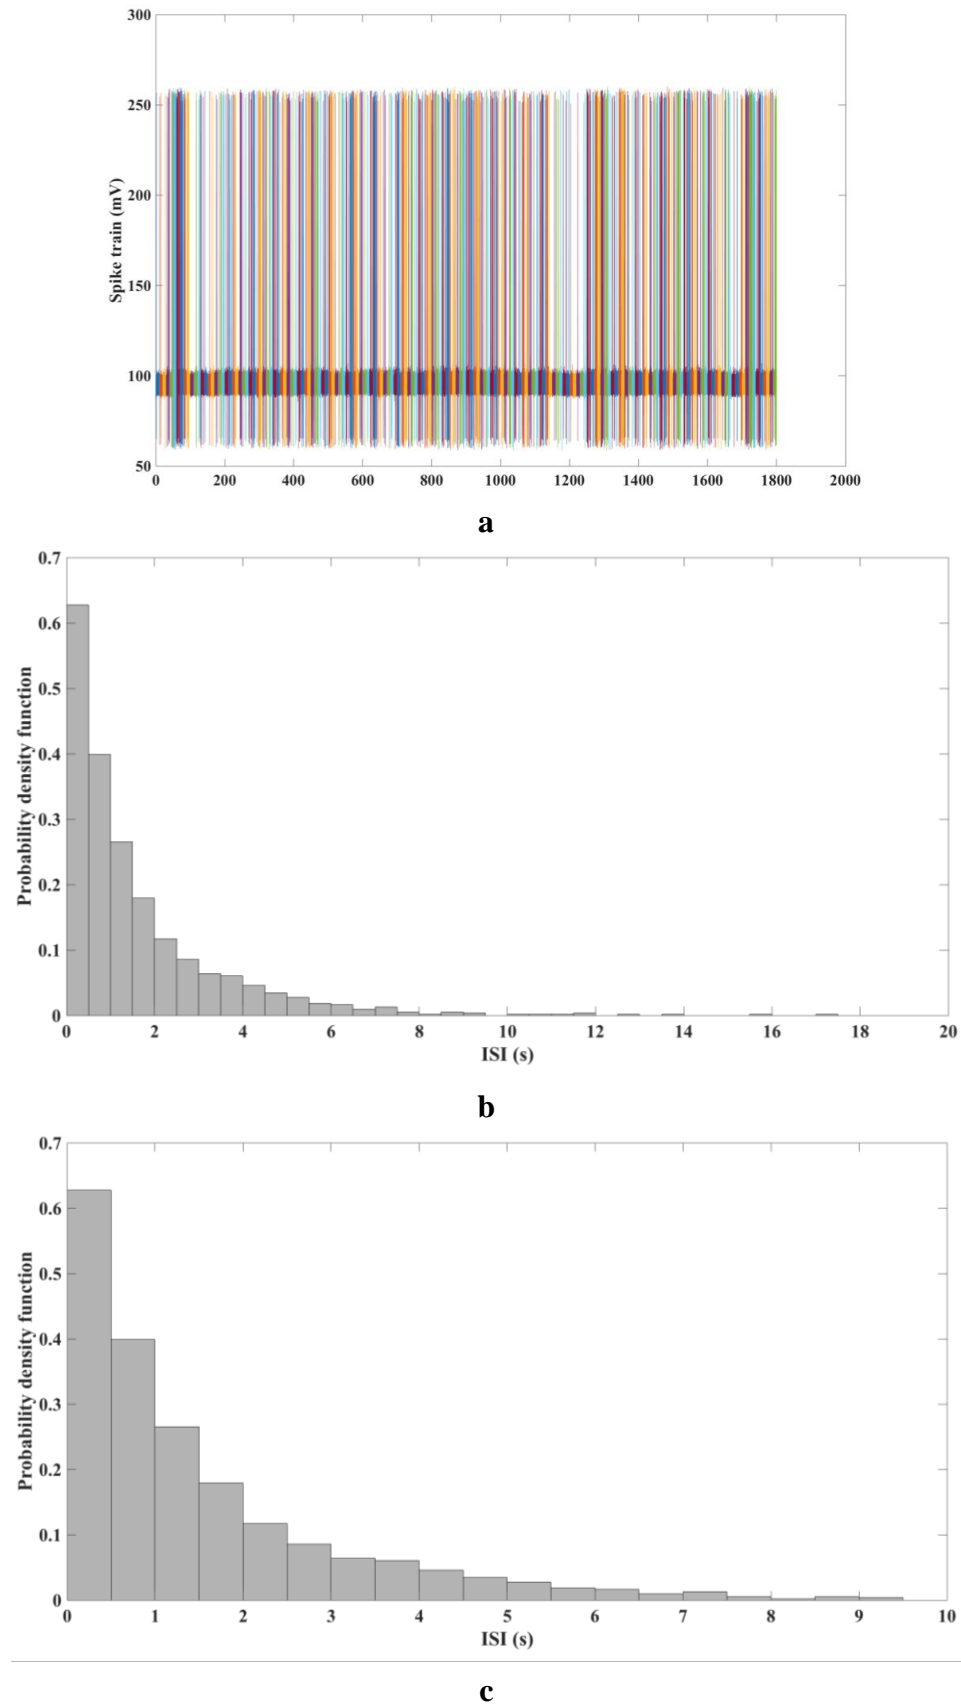 300
250
200
150
100
50
Spike train (mV)
0 200 400 600 800 1000 1200 1400 1600 1800 2000
a
0.7
0.6
0.5
0.4
0.3
0.2
0.1
0
Probability density function
0 2 4 6 8 10 12 14 16 18 20
ISI (s)
b
0.7
0.6
0.5
0.4
0.3
0.2
0.1
0
Probability density function
0 1 2 3 4 5 6 7 8 9 10
ISI (s)
c